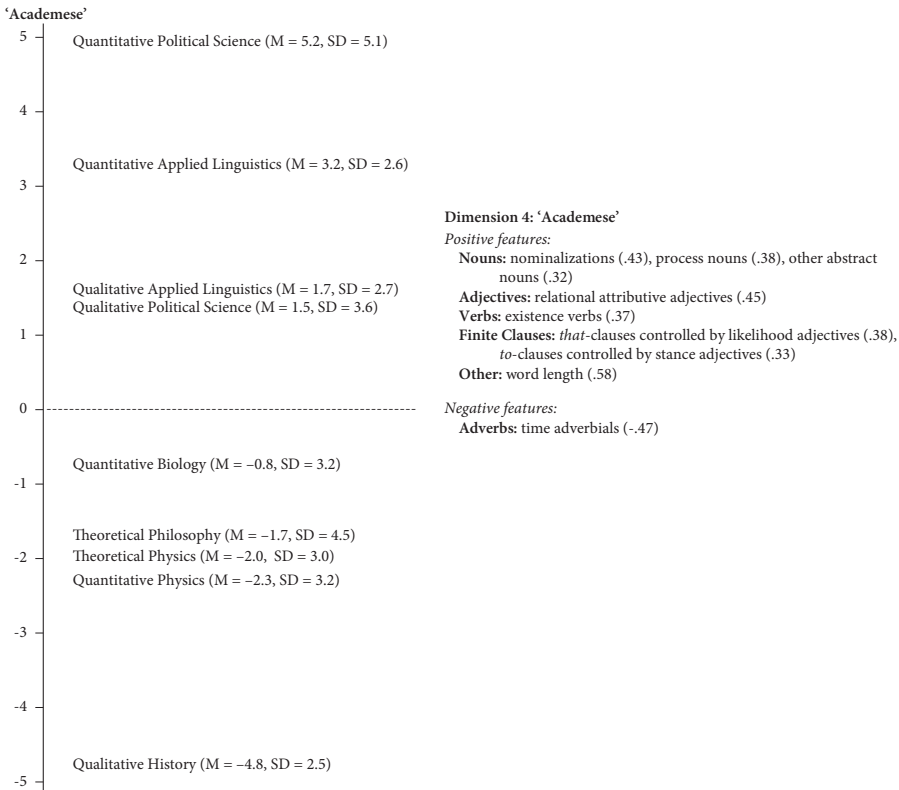 ‘Academese’
5
Quantitative Political Science (M = 5.2, SD = 5.1)
4
Quantitative Applied Linguistics (M = 3.2, SD = 2.6)
3
Dimension 4: ‘Academese’
Positive features:
2
Nouns: nominalizations (.43), process nouns (.38), other abstract
nouns (.32)
Qualitative Applied Linguistics (M = 1.7, SD = 2.7)
Adjectives: relational attributive adjectives (.45)
Qualitative Political Science (M = 1.5, SD = 3.6)
Verbs: existence verbs (.37)
1
Finite Clauses: that-clauses controlled by likelihood adjectives (.38),
to-clauses controlled by stance adjectives (.33)
Other: word length (.58)
0
Negative features:
Adverbs: time adverbials (-.47)
Quantitative Biology (M = –0.8, SD = 3.2)
-1
Theoretical Philosophy (M = –1.7, SD = 4.5)
-2
Theoretical Physics (M = –2.0, SD = 3.0)
Quantitative Physics (M = –2.3, SD = 3.2)
-3
-4
Qualitative History (M = –4.8, SD = 2.5)
-5